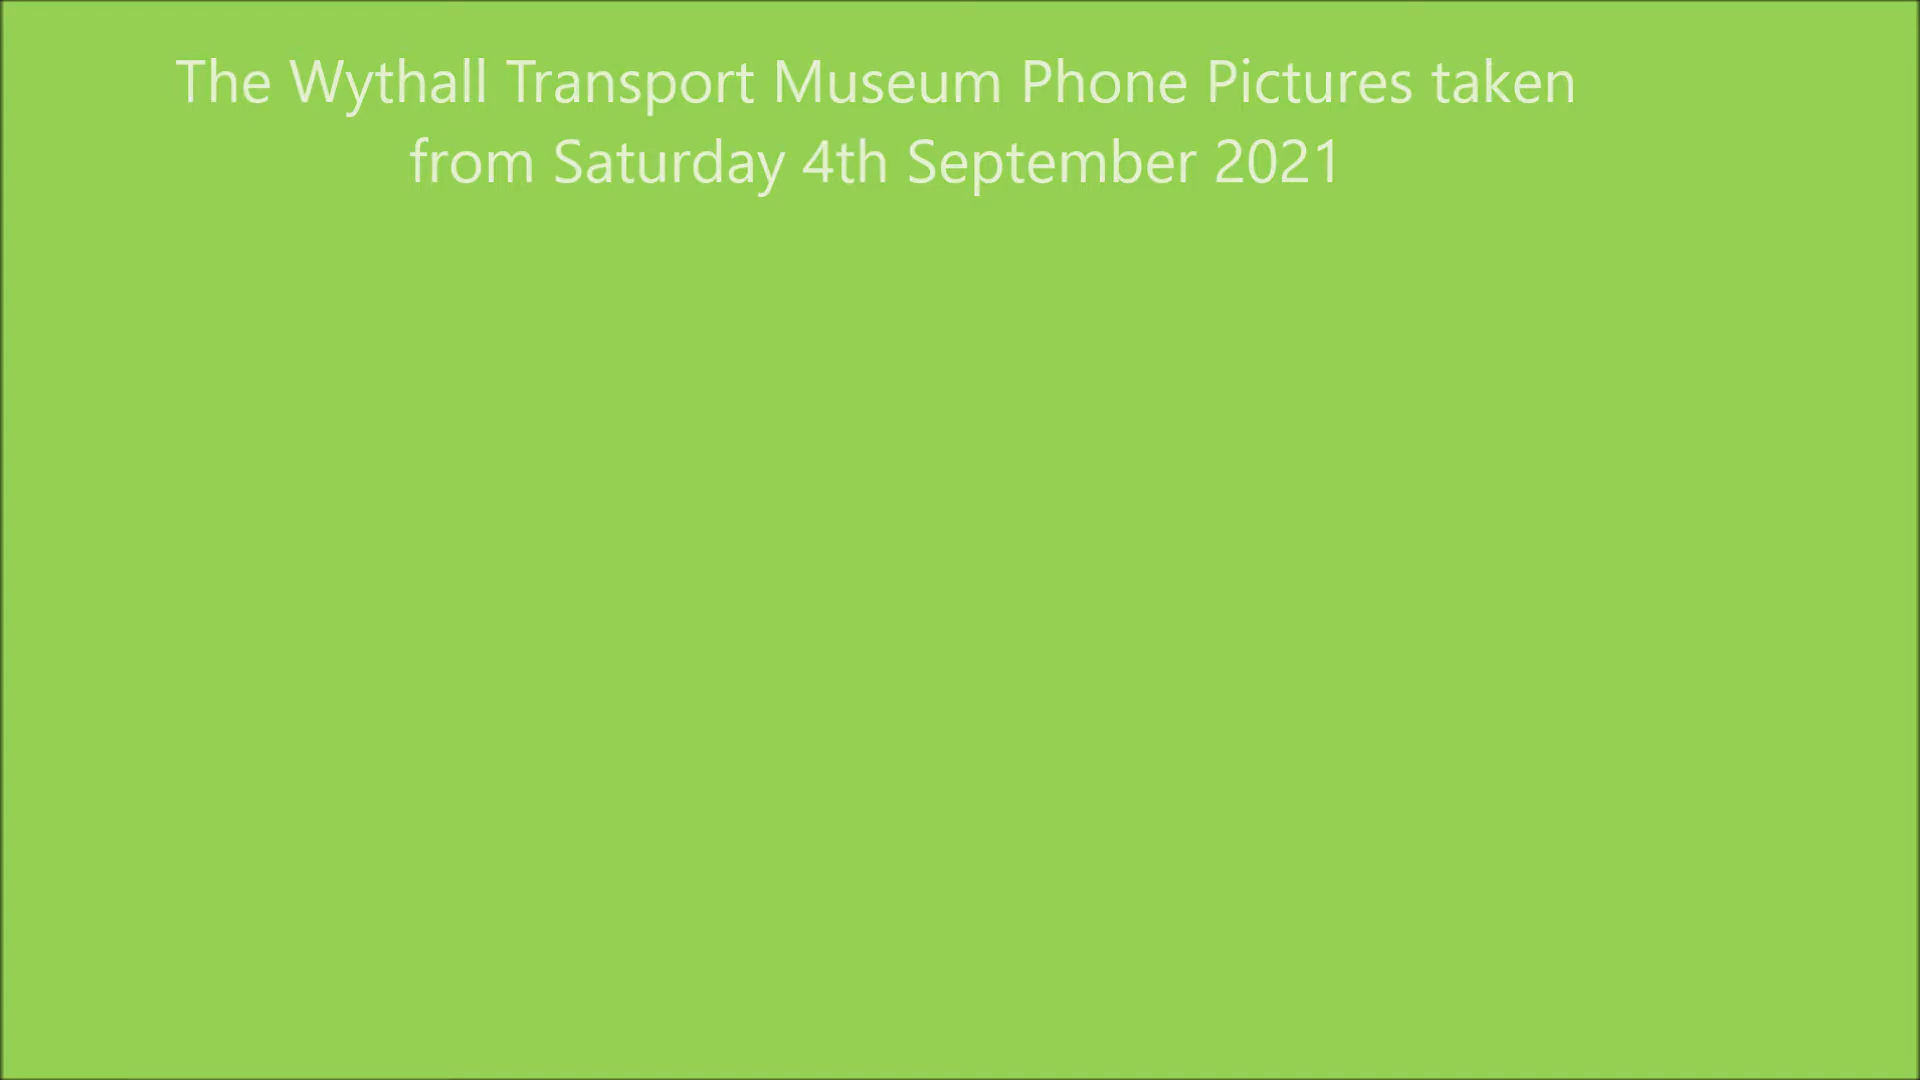 The Wythall Transport Museum Phone Pictures taken
from Saturday 4th September 2021